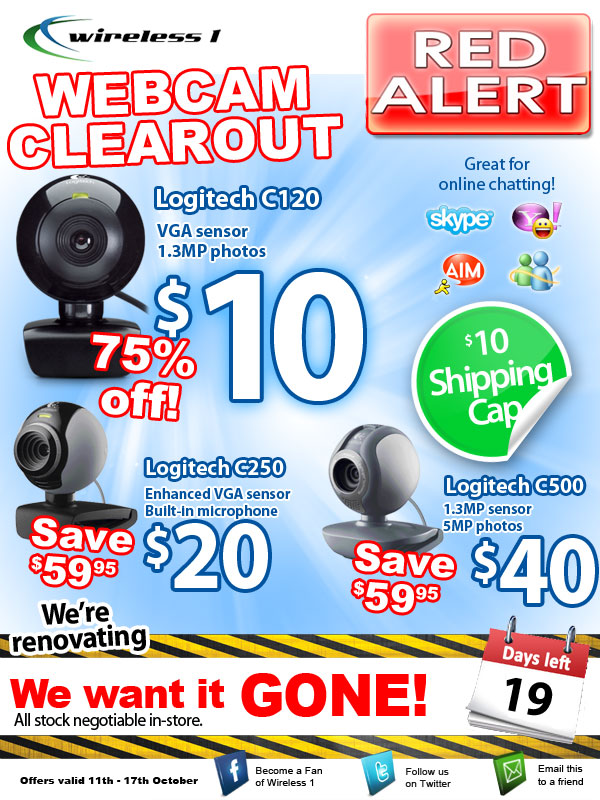 wireless 1
RED
ALERT
WEBCAM
CLEAROUT
Great for
online chatting!
skype
Y!
AIM
Logitech C120
VGA sensor
1.3MP photos
$10
75%
off!
$10
Shipping
Cap
Logitech C250
Enhanced VGA sensor
Built-in microphone
$20
Save
$59.95
Logitech C500
1.3MP sensor
5MP photos
$40
Save
$59.95
We're
renovating
We want it GONE!
All stock negotiable in-store.
Days left
19
Offers valid 11th - 17th October
Become a Fan
of Wireless 1
Follow us
on Twitter
Email this
to a friend